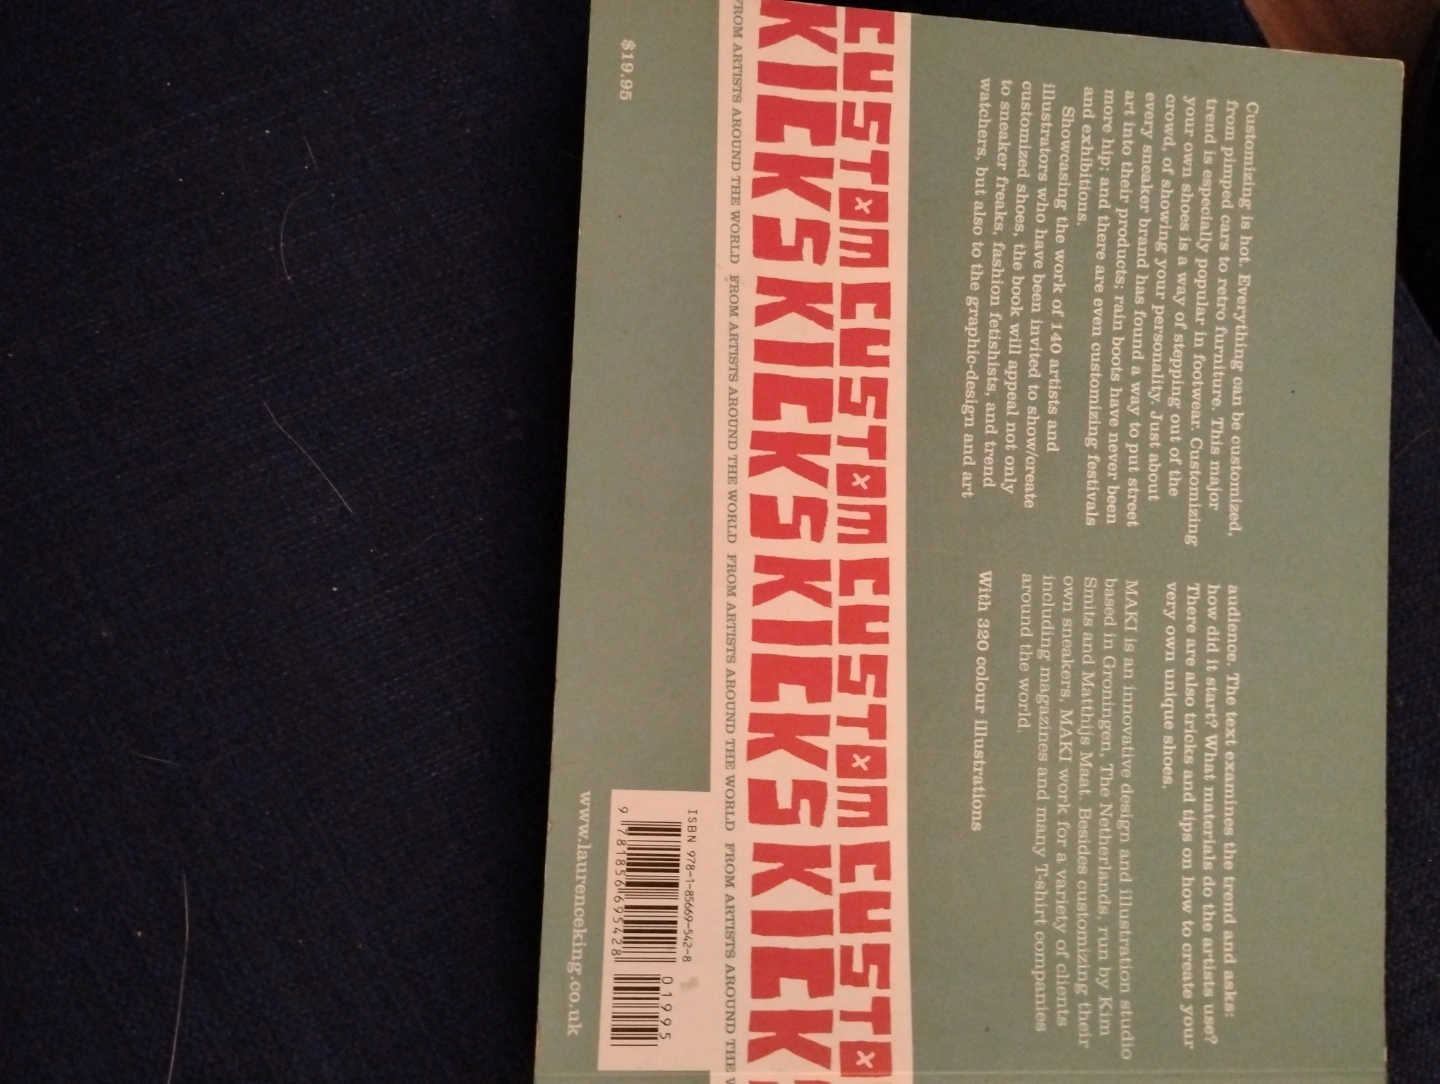 Customizing is hot. Everything can be customized,
from pimped cars to retro furniture. This major
trend is especially popular in footwear. Customizing
your own shoes is a way of stepping out of the
crowd, of showing your personality. Just about
every sneaker brand has found a way to put street
art into their products; rain boots have never been
more hip; and there are even customizing festivals
and exhibitions.
Showcasing the work of 140 artists and
illustrators who have been invited to show/create
customized shoes, the book will appeal not only
to sneaker freaks, fashion fetishists, and trend
watchers, but also to the graphic-design and art
audience. The text examines the trend and asks:
how did it start? What materials do the artists use?
There are also tricks and tips on how to create your
very own unique shoes.
MAKI is an innovative design and illustration studio
based in Groningen, The Netherlands, run by Kim
Smits and Matthijs Maat. Besides customizing their
own sneakers, MAKI work for a variety of clients
including magazines and many T-shirt companies
around the world.
With 320 colour illustrations
CUSTOM CUSTOM CUSTOM CUSTO
KICKS KICKS KICKS KICK
FROM ARTISTS AROUND THE WORLD FROM ARTISTS AROUND THE WORLD FROM ARTISTS AROUND THE WORLD FROM ARTISTS AROUND THE
$19.95
ISBN 978-1-85669-542-8
9 781856 695428
01995
www.laurenceking.co.uk